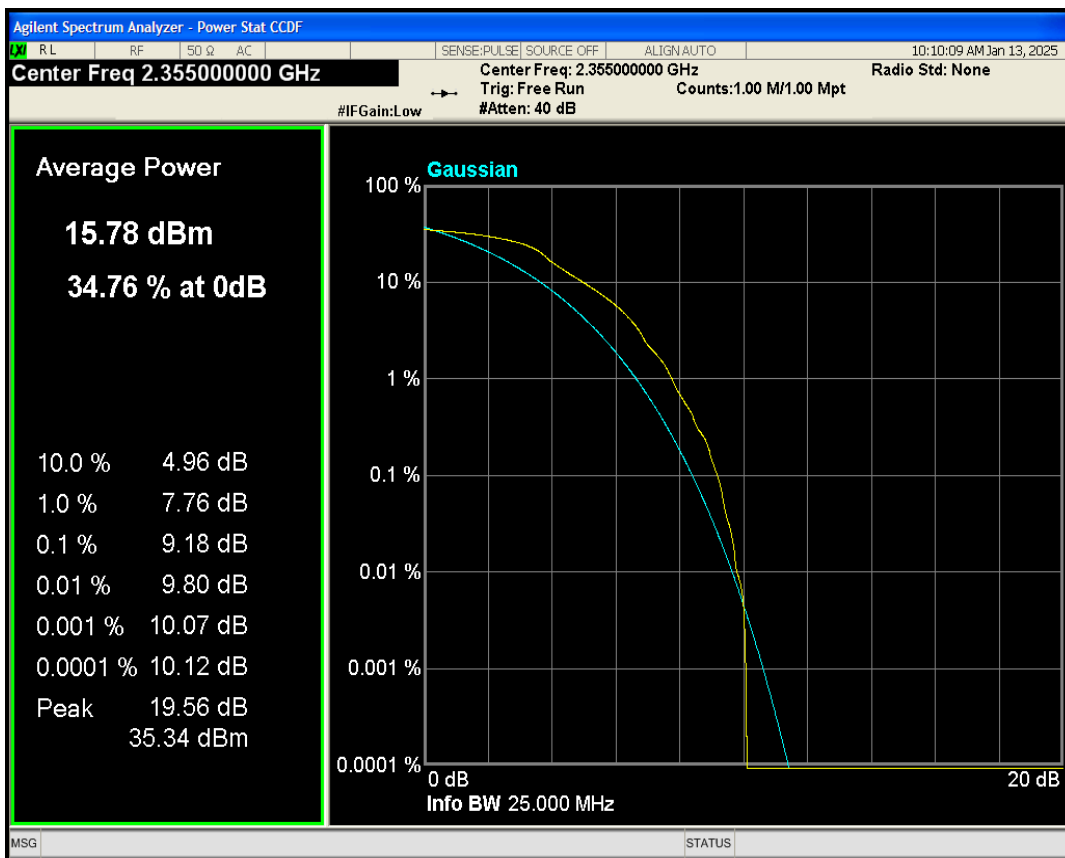 Agilent Spectrum Analyzer - Power Stat CCDF
LXI RL RF 50 Ω AC SENSE:PULSE SOURCE OFF ALIGNAUTO 10:10:09 AM Jan 13, 2025
Center Freq 2.355000000 GHz Center Freq: 2.355000000 GHz Radio Std: None
Trig: Free Run Counts:1.00 M/1.00 Mpt
#IFGain:Low #Atten: 40 dB
Average Power
15.78 dBm
34.76 % at 0dB
10.0 % 4.96 dB
1.0 % 7.76 dB
0.1 % 9.18 dB
0.01 % 9.80 dB
0.001 % 10.07 dB
0.0001 % 10.12 dB
Peak 19.56 dB
35.34 dBm
Gaussian
100 %
10 %
1 %
0.1 %
0.01 %
0.001 %
0.0001 %
0 dB 20 dB
Info BW 25.000 MHz
MSG STATUS